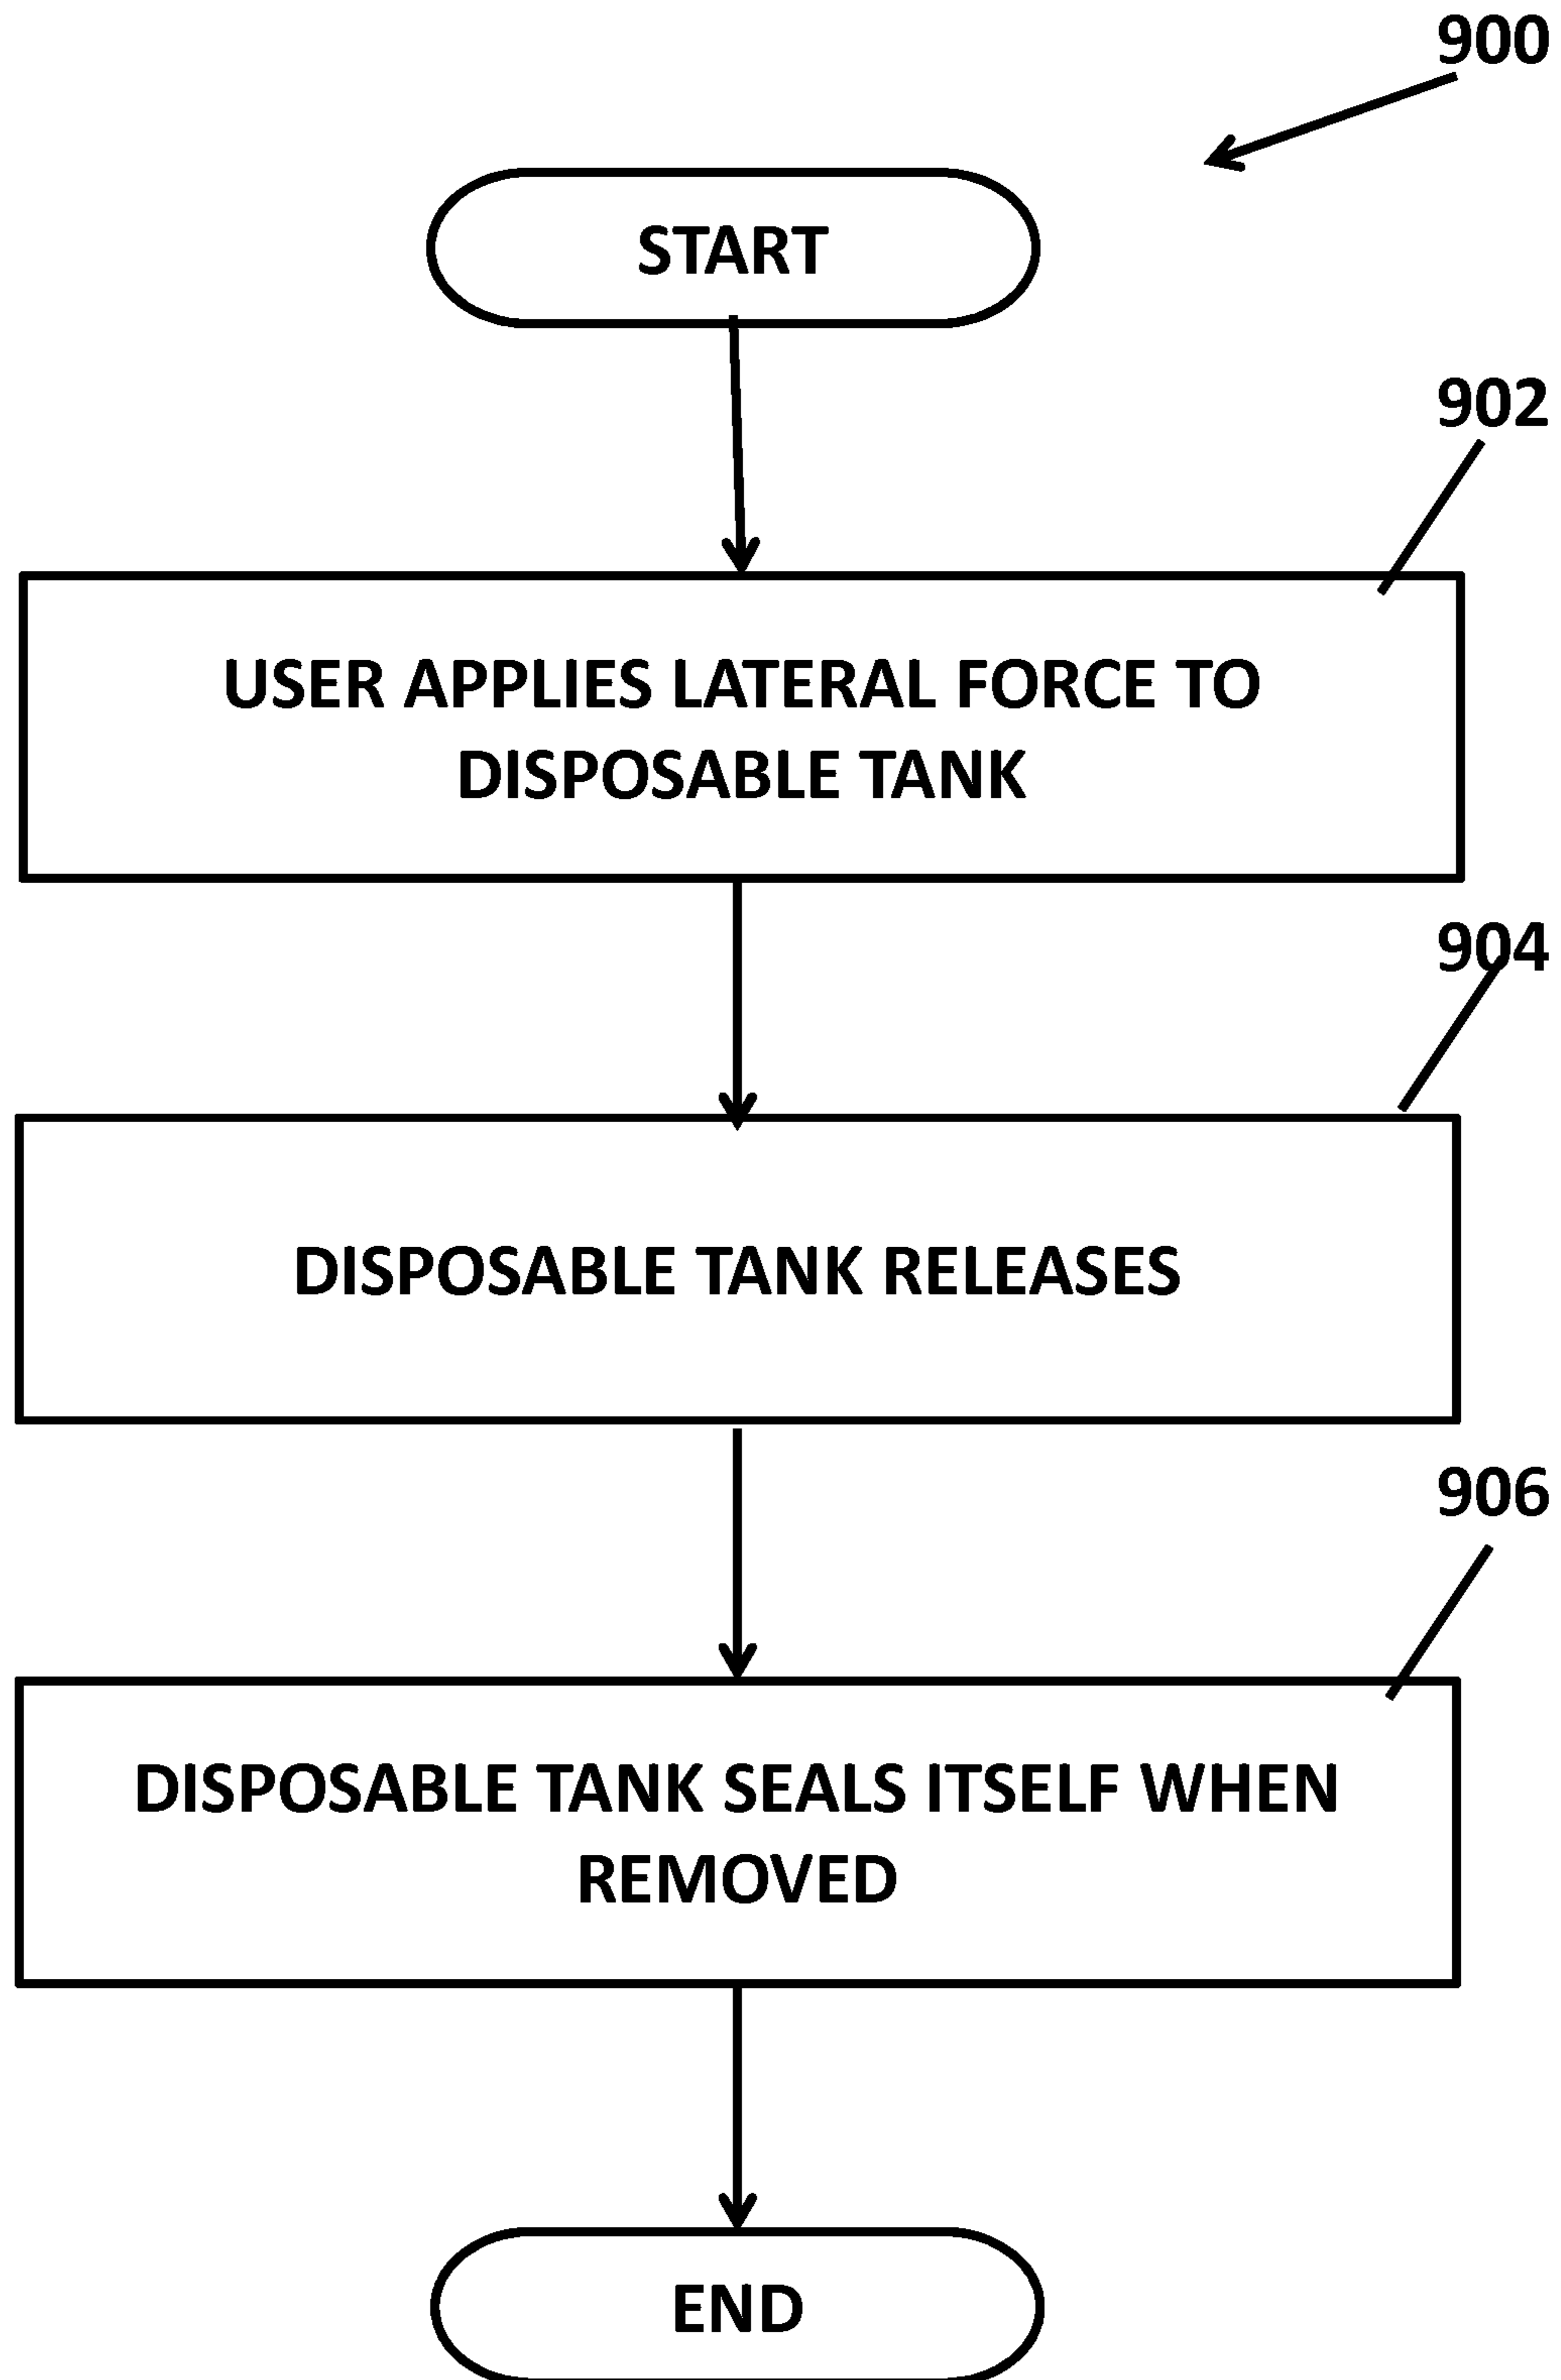 900
START
902
USER APPLIES LATERAL FORCE TO
DISPOSABLE TANK
904
DISPOSABLE TANK RELEASES
906
DISPOSABLE TANK SEALS ITSELF WHEN
REMOVED
END